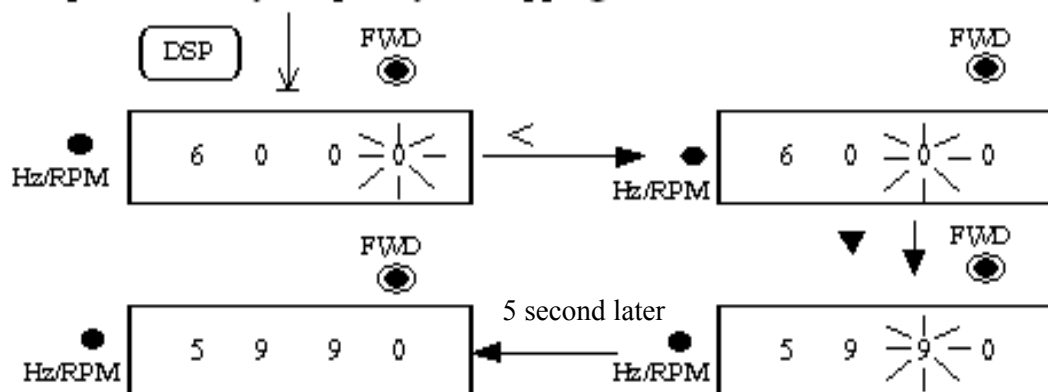 DSP FWD FWD
6 0 0 0 < 6 0 0 0
Hz/RPM Hz/RPM
FWD FWD
5 second later
5 9 9 0 5 9 9 0
Hz/RPM Hz/RPM